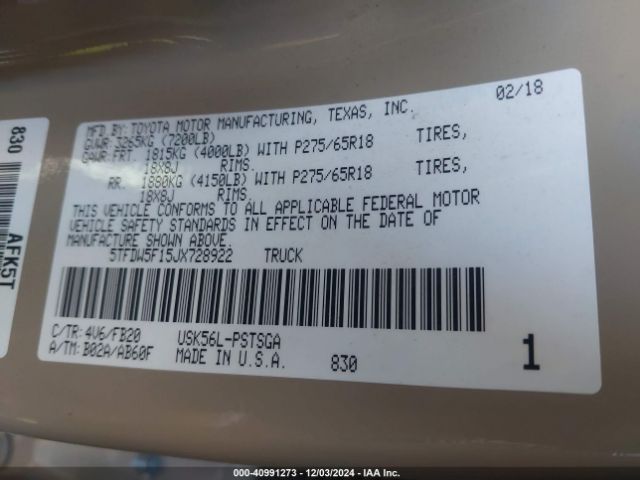 830
AFK5T
02/18
MFD BY: TOYOTA MOTOR MANUFACTURING, TEXAS, INC.
GVWR 3265KG (7200LB)
GAWR FRT. 1815KG (4000LB) WITH P275/65R18 TIRES,
18X8J RIMS.
RR. 1880KG (4150LB) WITH P275/65R18 TIRES,
18X8J RIMS.
THIS VEHICLE CONFORMS TO ALL APPLICABLE FEDERAL MOTOR
VEHICLE SAFETY STANDARDS IN EFFECT ON THE DATE OF
MANUFACTURE SHOWN ABOVE.
5TFDW5F15JX728922 TRUCK
C/TR: 4V6/FB20 USK56L-PSTSGA
A/TM: B02A/AB60F MADE IN U.S.A. 830
1
000-40991273 - 12/03/2024 - IAA Inc.